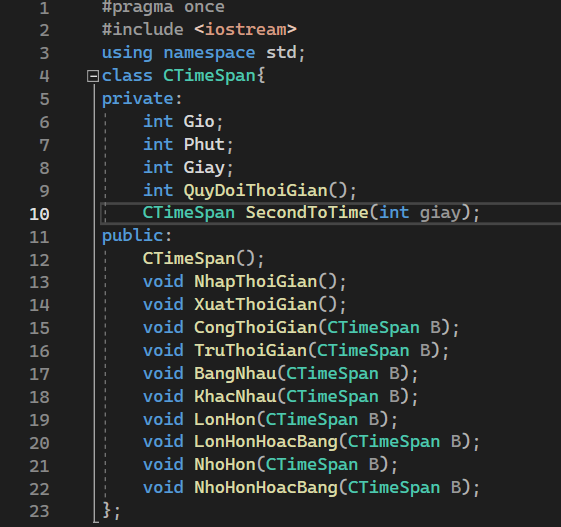 1 #pragma once
2 #include <iostream>
3 using namespace std;
4 class CTimeSpan{
5 private:
6 int Gio;
7 int Phut;
8 int Giay;
9 int QuyDoiThoiGian();
10 CTimeSpan SecondToTime(int giay);
11 public:
12 CTimeSpan();
13 void NhapThoiGian();
14 void XuatThoiGian();
15 void CongThoiGian(CTimeSpan B);
16 void TruThoiGian(CTimeSpan B);
17 void BangNhau(CTimeSpan B);
18 void KhacNhau(CTimeSpan B);
19 void LonHon(CTimeSpan B);
20 void LonHonHoacBang(CTimeSpan B);
21 void NhoHon(CTimeSpan B);
22 void NhoHonHoacBang(CTimeSpan B);
23 };